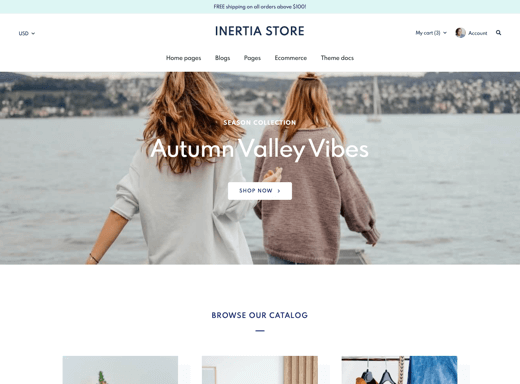 FREE shipping on all orders above $100!
USD
INERTIA STORE
My cart (3)
Account
Home pages
Blogs
Pages
Ecommerce
Theme docs
SEASON COLLECTION
Autumn Valley Vibes
SHOP NOW
BROWSE OUR CATALOG